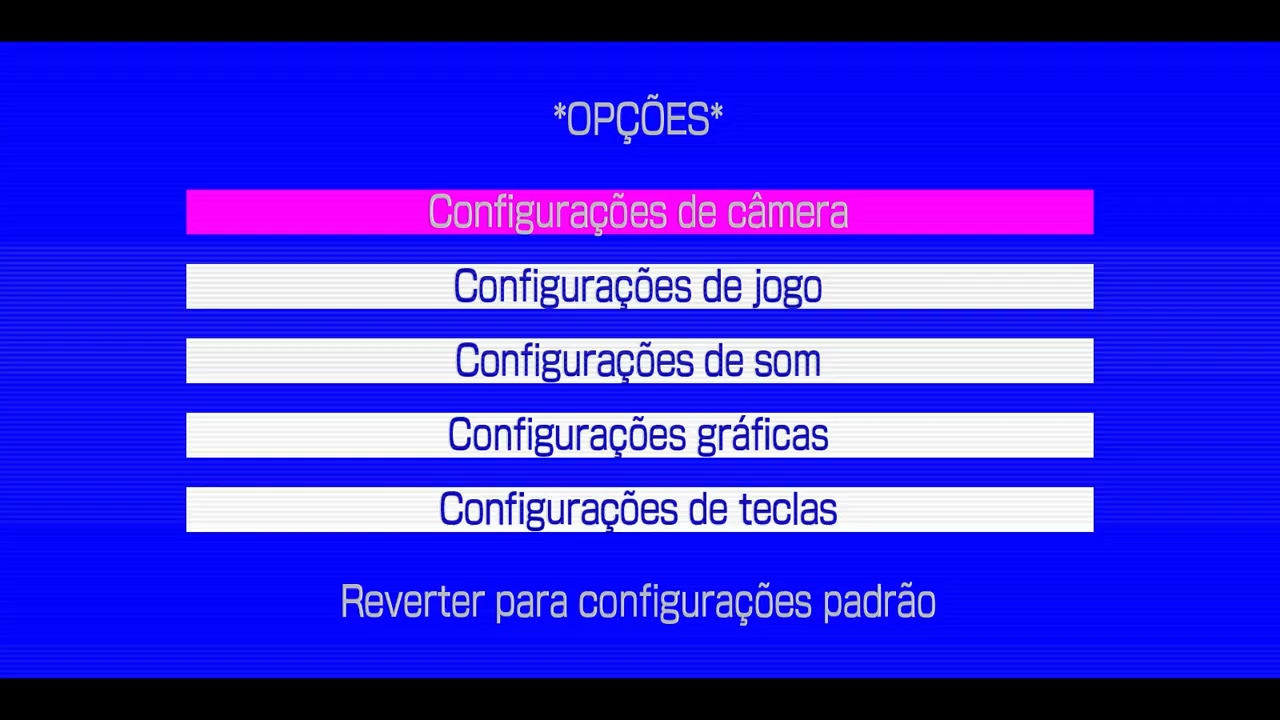 *OPÇÕES*
Configurações de câmera
Configurações de jogo
Configurações de som
Configurações gráficas
Configurações de teclas
Reverter para configurações padrão